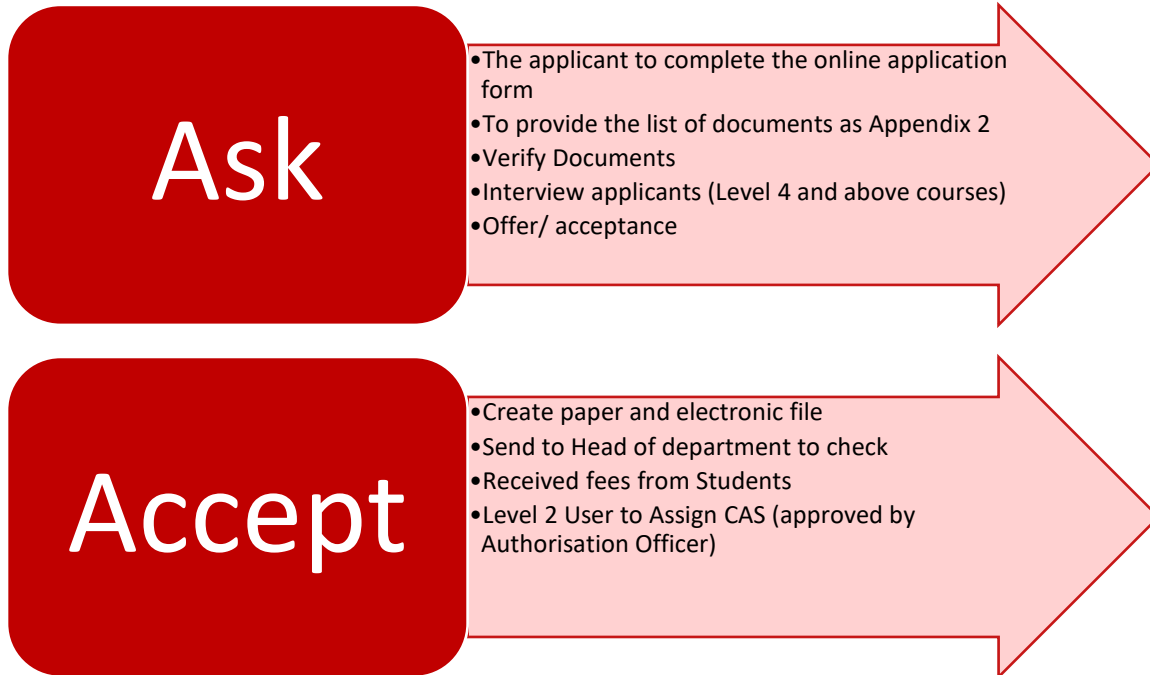 Ask
•The applicant to complete the online application
form
•To provide the list of documents as Appendix 2
•Verify Documents
•Interview applicants (Level 4 and above courses)
•Offer/ acceptance
Accept
•Create paper and electronic file
•Send to Head of department to check
•Received fees from Students
•Level 2 User to Assign CAS (approved by
Authorisation Officer)